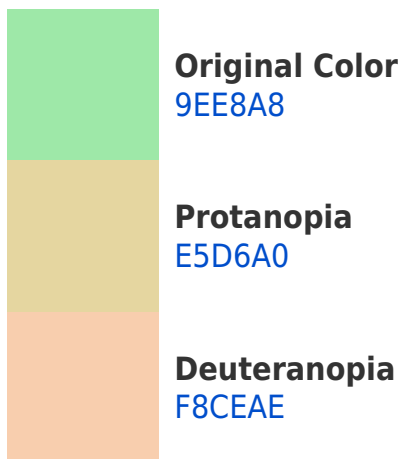 Original Color
9EE8A8
Protanopia
E5D6A0
Deuteranopia
F8CEAE